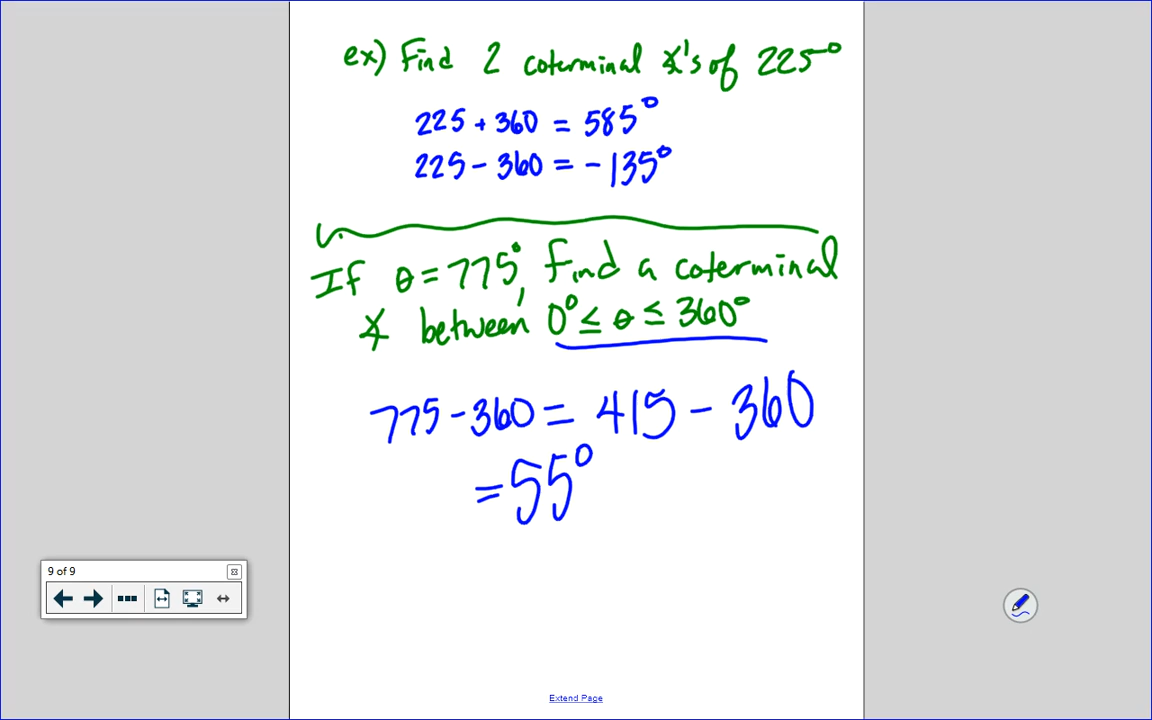 ex) Find 2 coterminal ∡'s of 225°
225 + 360 = 585°
225 - 360 = -135°
If θ = 775°, find a coterminal
∡ between 0° ≤ θ ≤ 360°
775 - 360 = 415 - 360
= 55°
9 of 9
Extend Page